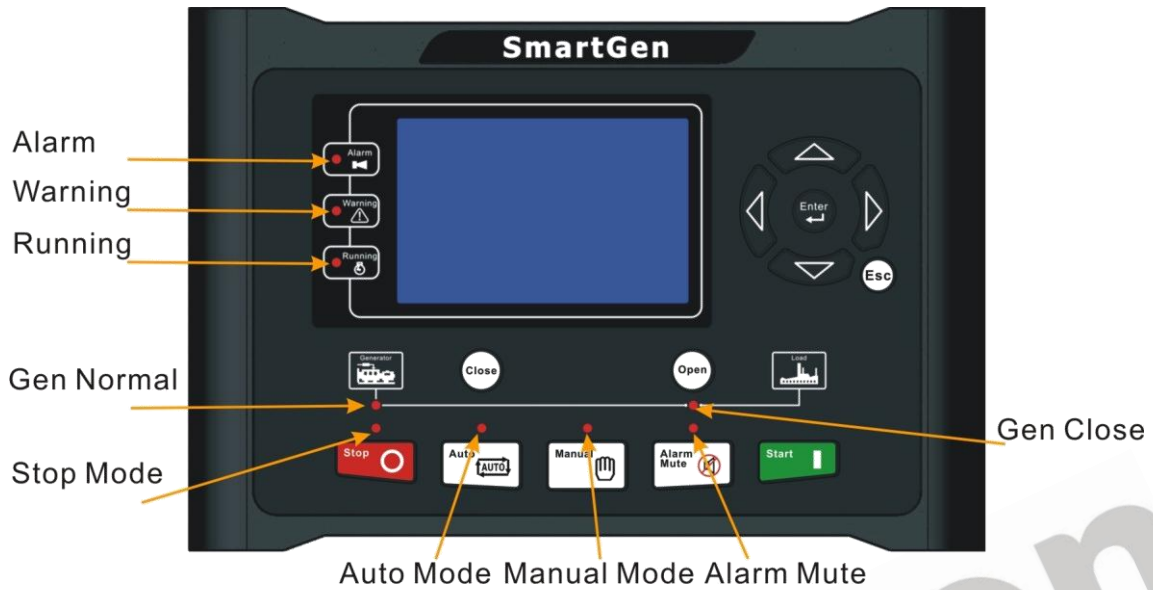 SmartGen
Alarm
Alarm
Warning
Warning
Running
Running
Enter
Esc
Generator
Close
Open
Load
Gen Normal
Gen Close
Stop Mode
Stop
Auto
AUTO
Manual
Alarm
Mute
Start
Auto Mode Manual Mode Alarm Mute